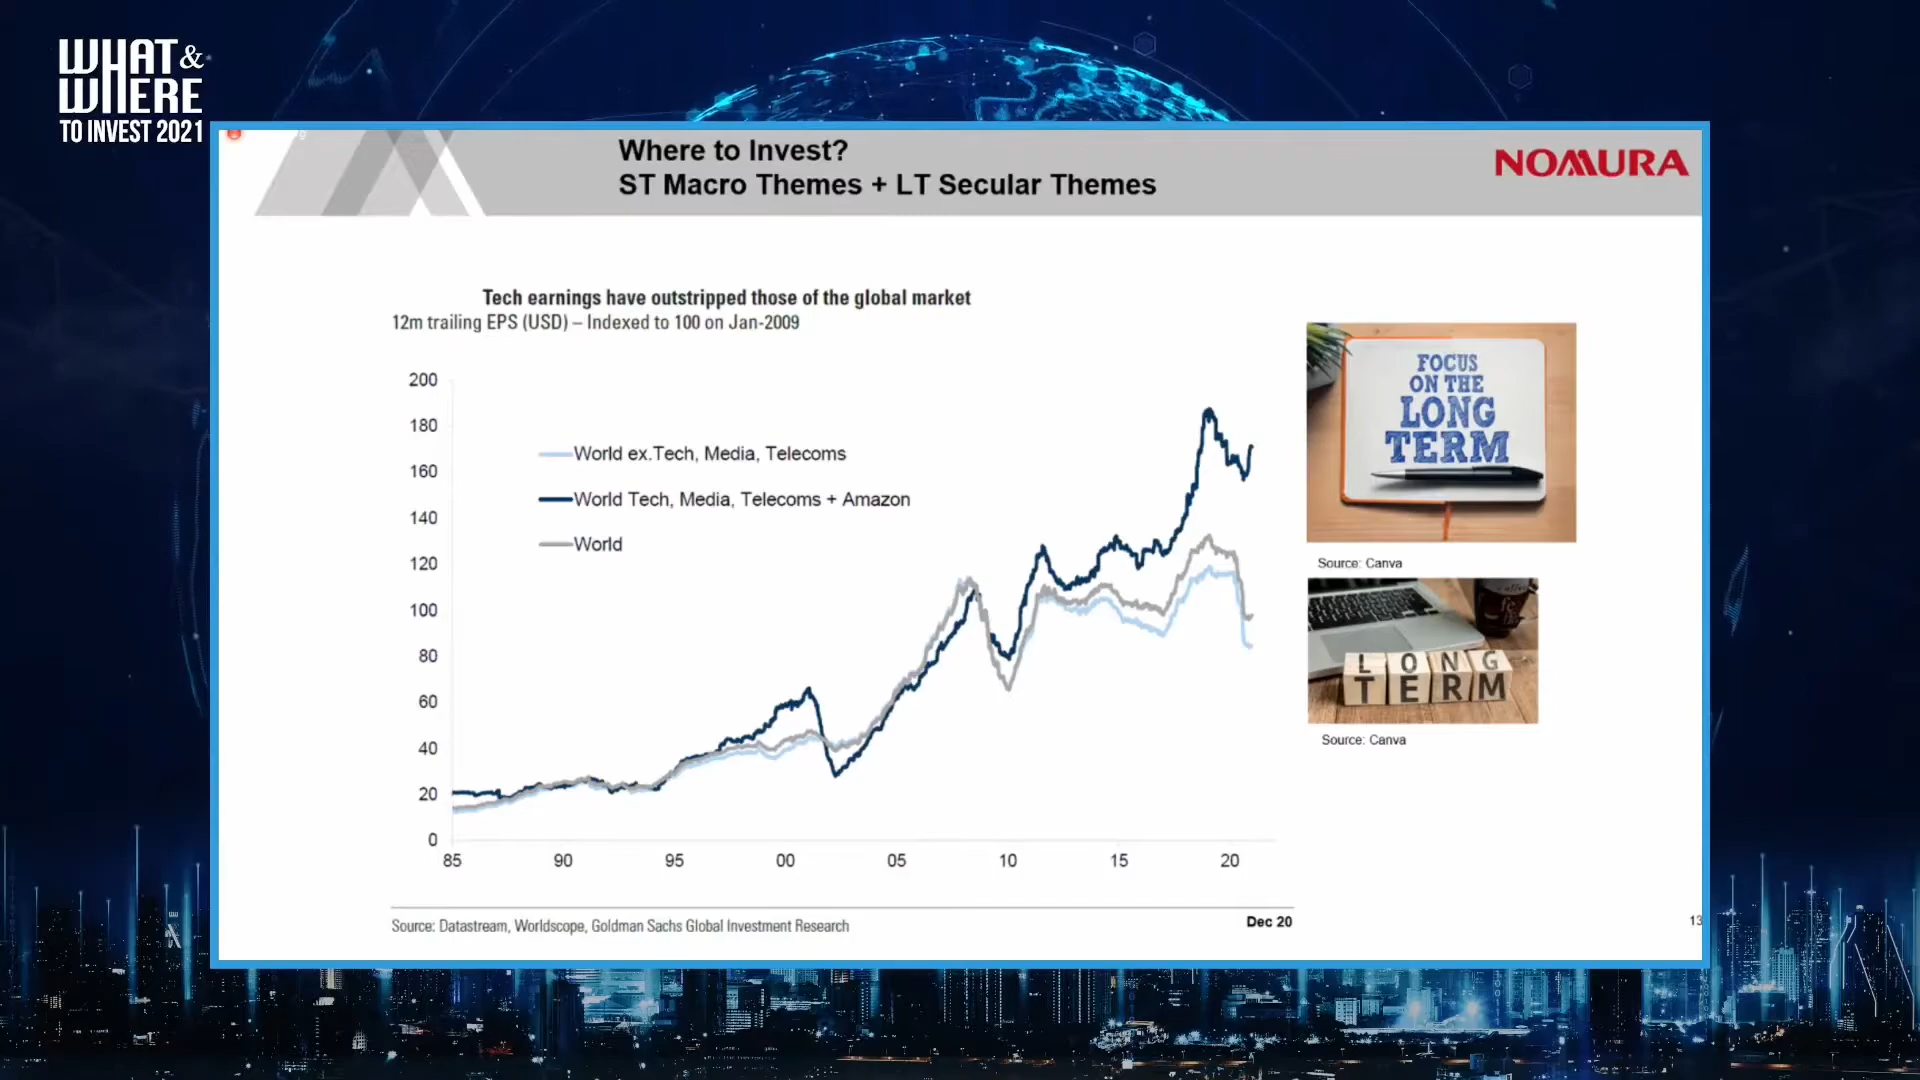 WHAT &
WHERE
TO INVEST 2021
Where to Invest?
ST Macro Themes + LT Secular Themes
NOMURA
Tech earnings have outstripped those of the global market
12m trailing EPS (USD) – Indexed to 100 on Jan-2009
200
180
160
140
120
100
80
60
40
20
0
World ex.Tech, Media, Telecoms
World Tech, Media, Telecoms + Amazon
World
85 90 95 00 05 10 15 20
FOCUS
ON THE
LONG
TERM
Source: Canva
LONG
TERM
Source: Canva
Source: Datastream, Worldscope, Goldman Sachs Global Investment Research
Dec 20
13